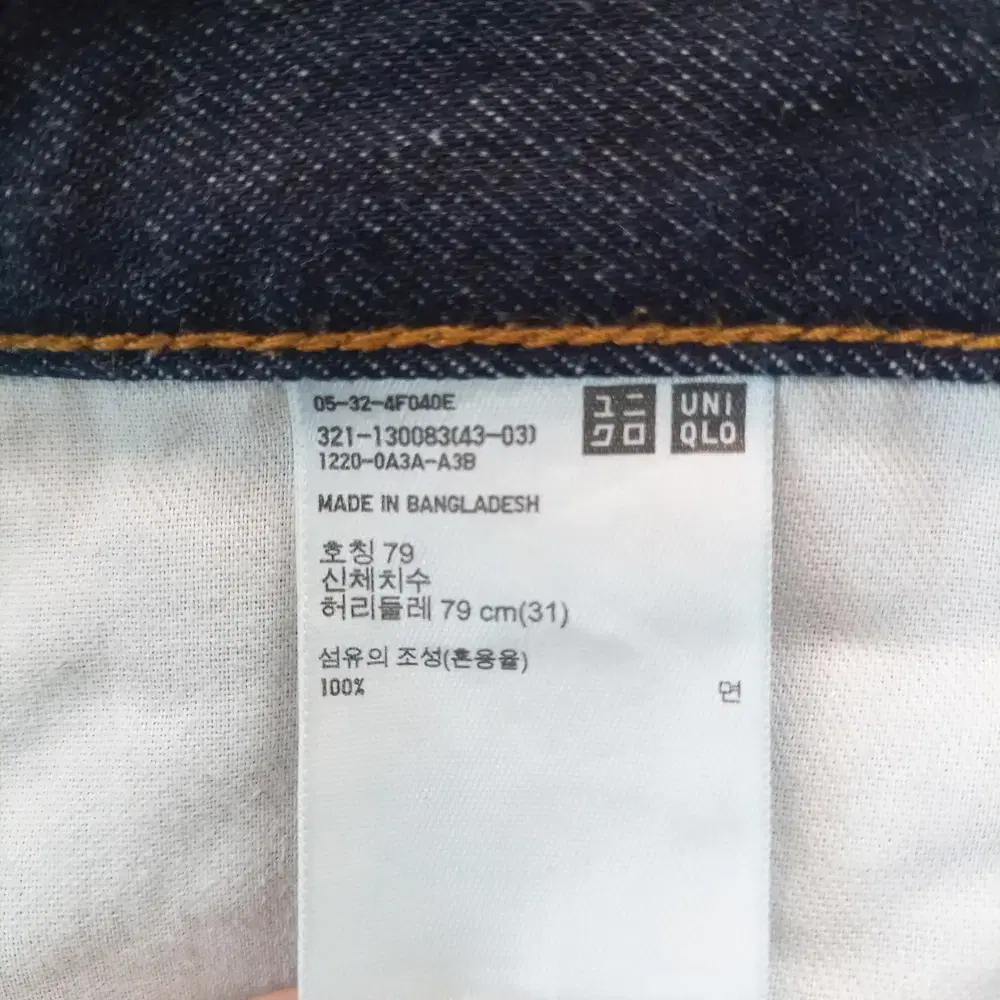 05-32-4F040E
321-130083(43-03)
1220-0A3A-A3B
ユニ
クロ
UNI
QLO
MADE IN BANGLADESH
호칭 79
신체치수
허리둘레 79 cm(31)
섬유의 조성(혼용율)
100% 면